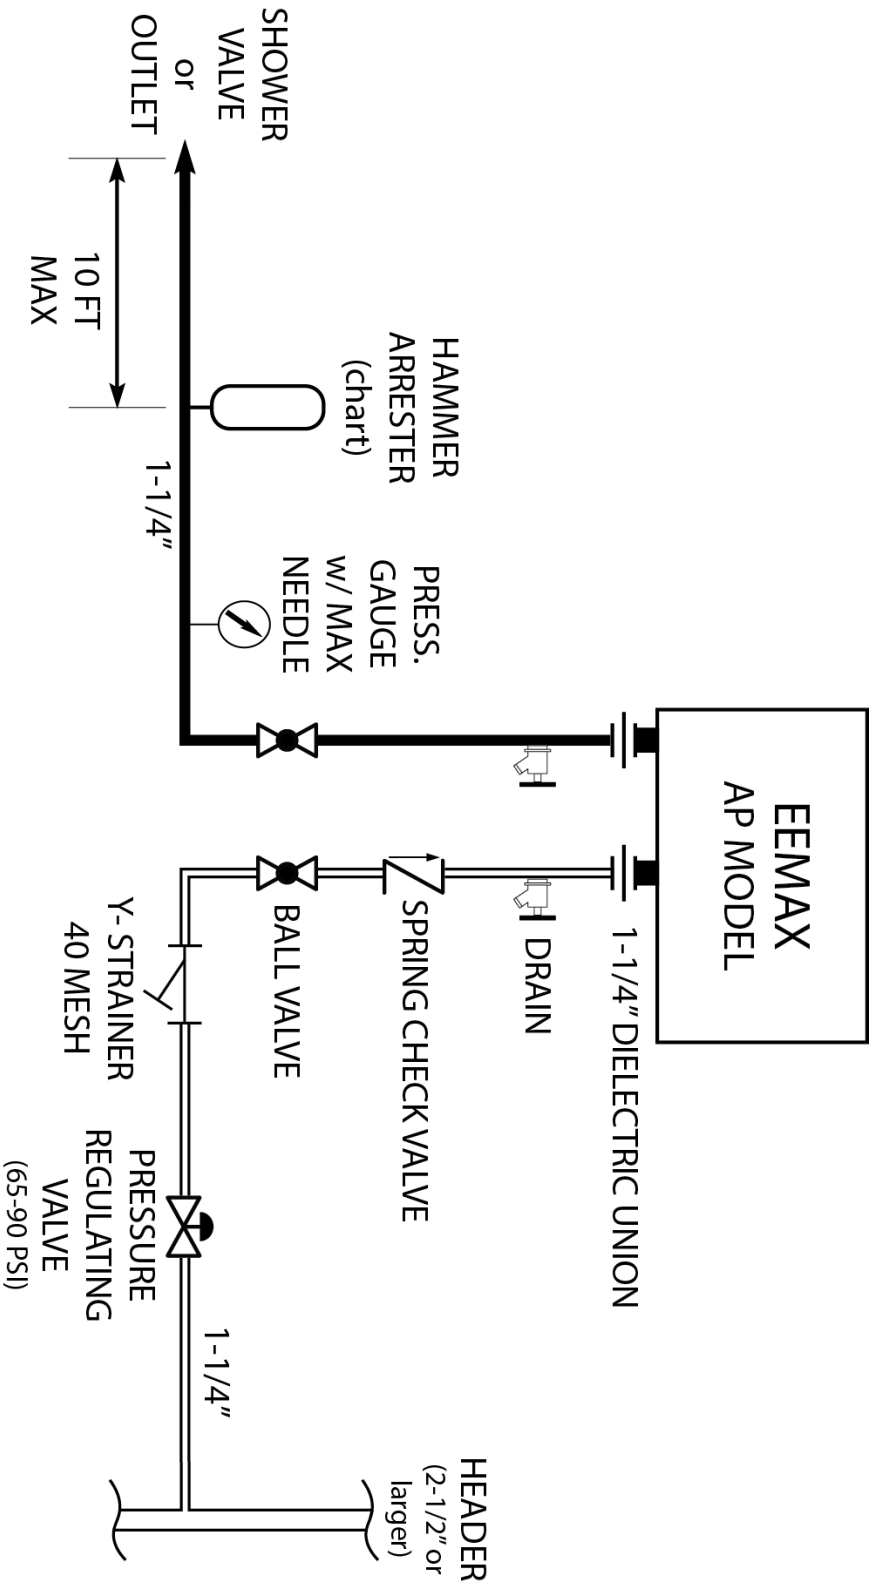 EEMAX
AP MODEL
1-1/4" DIELECTRIC UNION
DRAIN
SPRING CHECK VALVE
BALL VALVE
Y- STRAINER
40 MESH
PRESSURE
REGULATING
VALVE
(65-90 PSI)
1-1/4"
HEADER
(2-1/2" or
larger)
PRESS.
GAUGE
w/ MAX
NEEDLE
HAMMER
ARRESTER
(chart)
1-1/4"
SHOWER
VALVE
or
OUTLET
10 FT
MAX